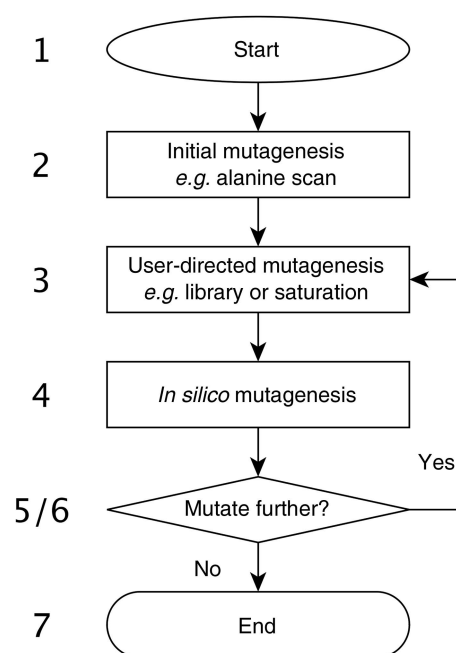 1
Start
2
Initial mutagenesis
e.g. alanine scan
3
User-directed mutagenesis
e.g. library or saturation
4
In silico mutagenesis
Yes
5/6
Mutate further?
No
7
End